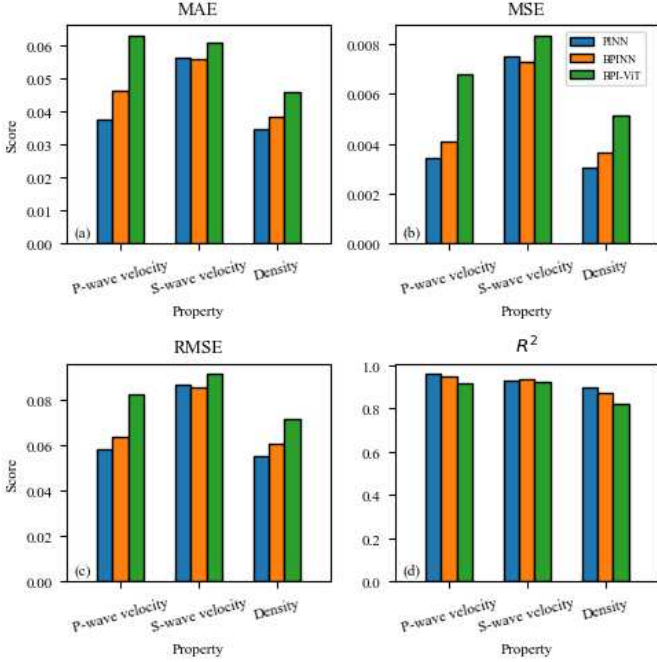 MAE
0.06
0.05
0.04
0.03
0.02
0.01
0.00
Score
(a)
P-wave velocity
S-wave velocity
Density
Property
MSE
PINN
BPINN
BPI-ViT
0.008
0.006
0.004
0.002
0.000
(b)
P-wave velocity
S-wave velocity
Density
Property
RMSE
0.08
0.06
0.04
0.02
0.00
Score
(c)
P-wave velocity
S-wave velocity
Density
Property
R²
1.0
0.8
0.6
0.4
0.2
0.0
(d)
P-wave velocity
S-wave velocity
Density
Property